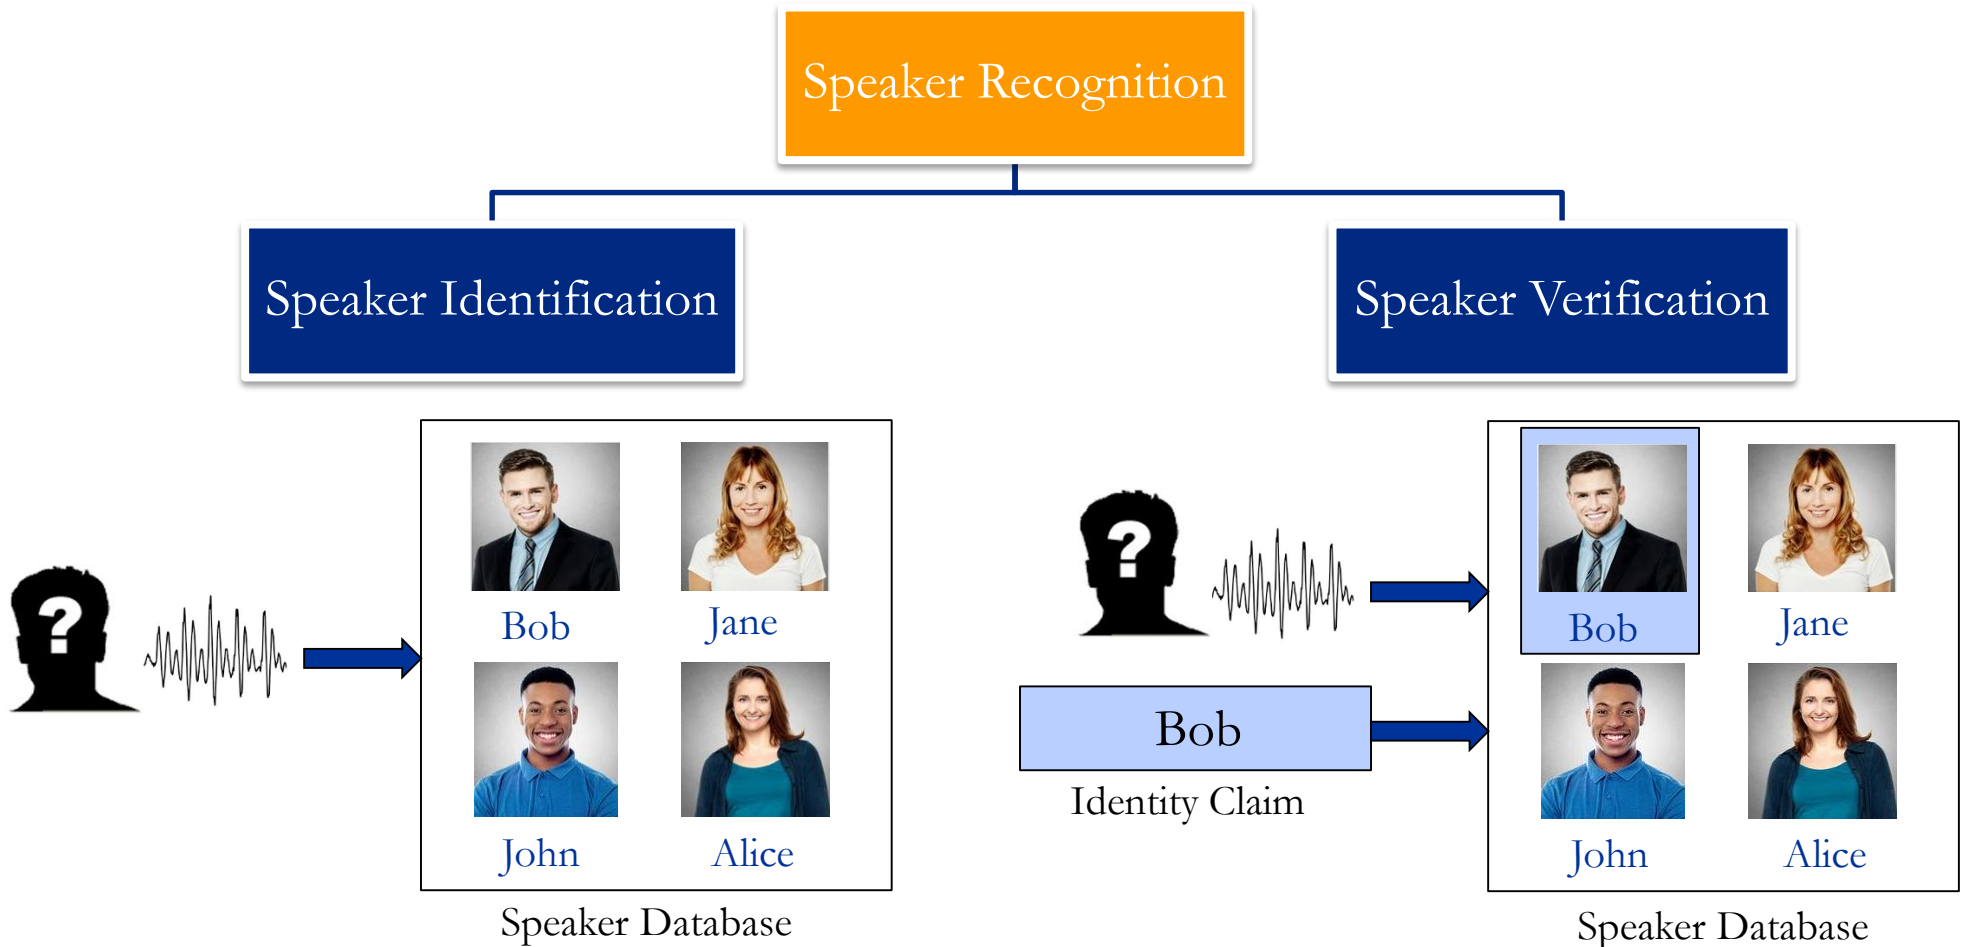 Speaker Recognition
Speaker Identification
Speaker Verification
?
Bob
Jane
John
Alice
Speaker Database
?
Bob
Identity Claim
Bob
Jane
John
Alice
Speaker Database